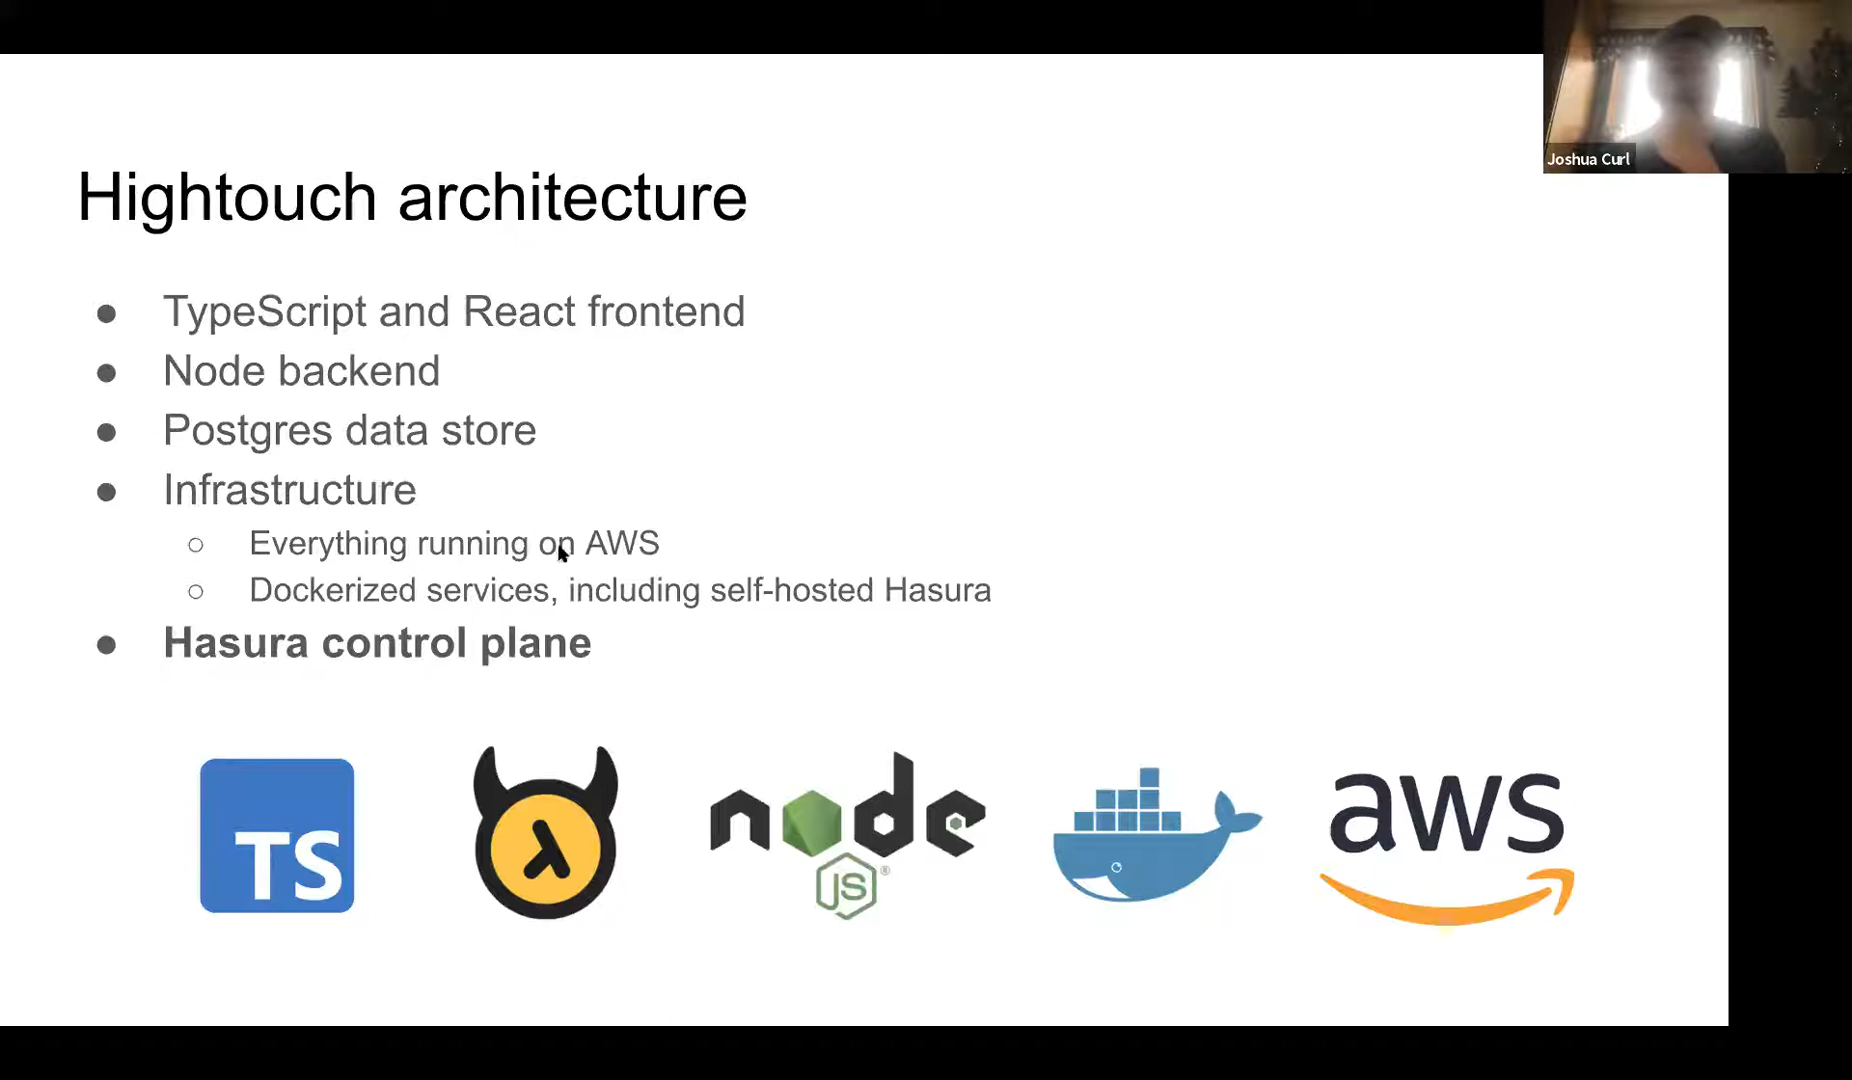 Joshua Curl
Hightouch architecture
● TypeScript and React frontend
● Node backend
● Postgres data store
● Infrastructure
○ Everything running on AWS
○ Dockerized services, including self-hosted Hasura
● Hasura control plane
TS
λ
node
JS®
aws